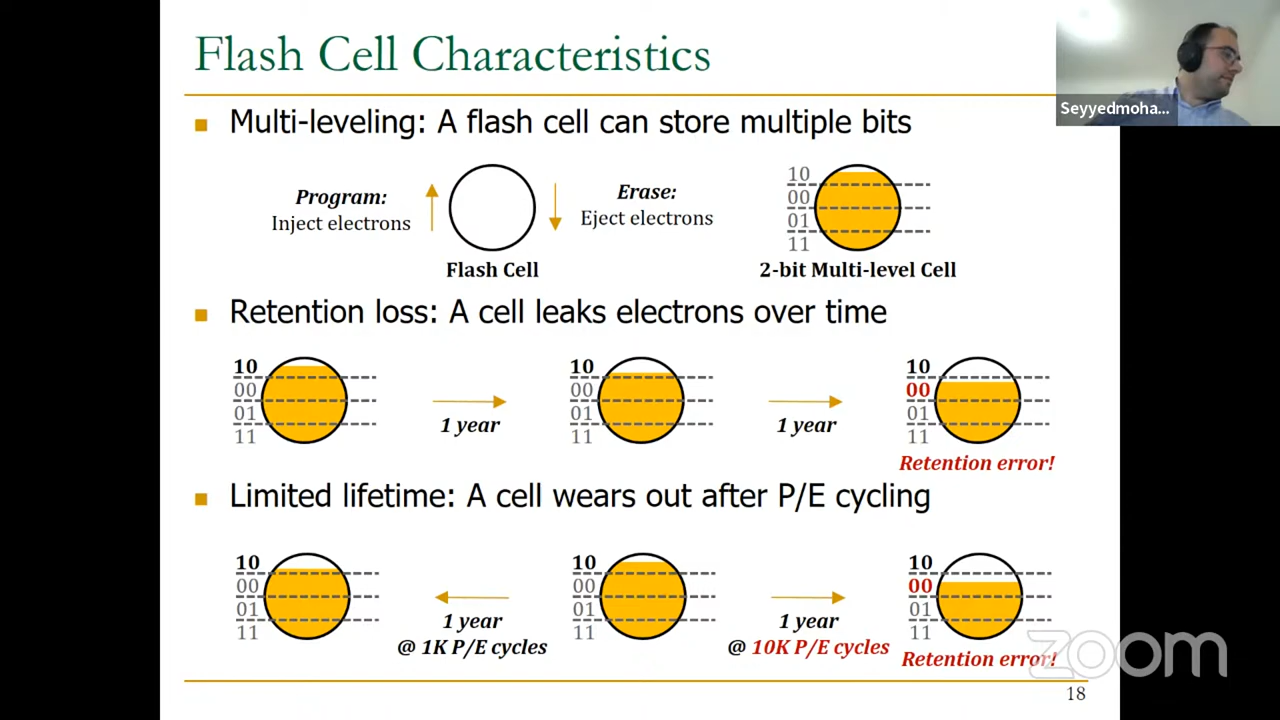 Flash Cell Characteristics
Seyyedmoha...
Multi-leveling: A flash cell can store multiple bits
Program:
Inject electrons
Flash Cell
Erase:
Eject electrons
10
00
01
11
2-bit Multi-level Cell
Retention loss: A cell leaks electrons over time
10
00
01
11
1 year
10
00
01
11
1 year
10
00
01
11
Retention error!
Limited lifetime: A cell wears out after P/E cycling
10
00
01
11
1 year
@ 1K P/E cycles
10
00
01
11
1 year
@ 10K P/E cycles
10
00
01
11
Retention error!
zoom
18